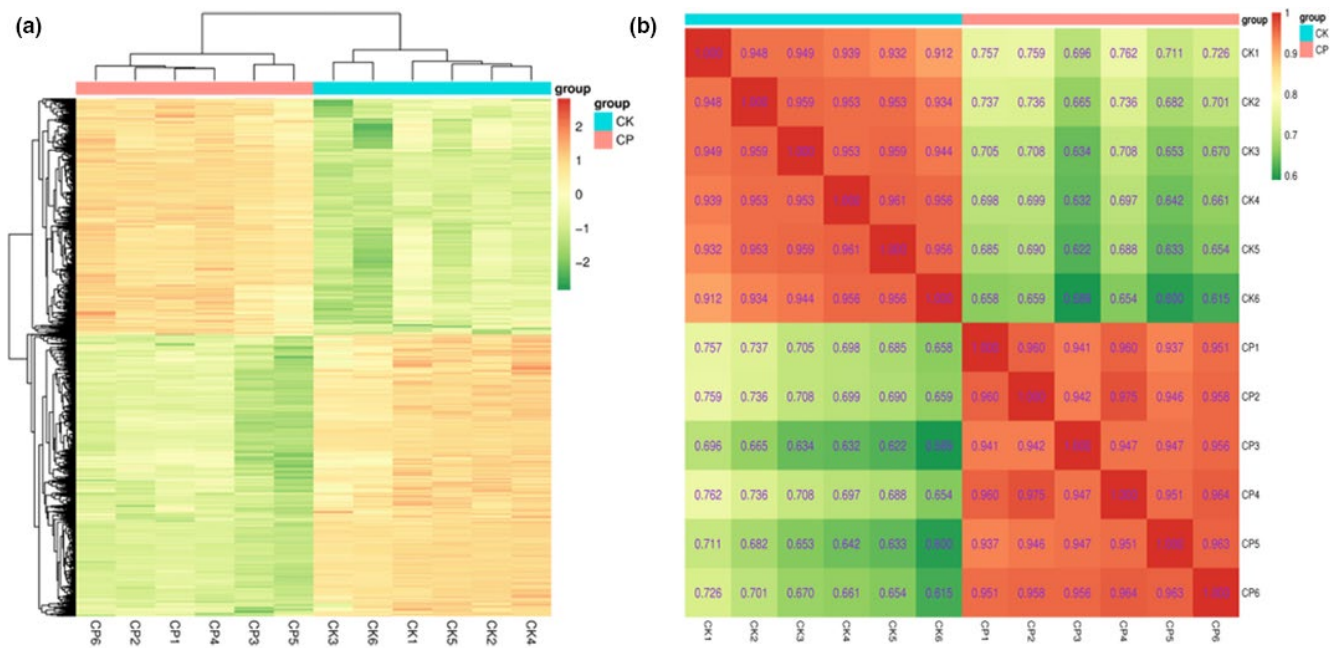 (a)
group
group
CK
CP
2
1
0
−1
−2
CP6 CP2 CP1 CP4 CP3 CP5 CK3 CK6 CK1 CK5 CK2 CK4
(b)
group
group
CK
CP
1
0.9
0.8
0.7
0.6
0.948 0.949 0.939 0.932 0.912 0.757 0.759 0.696 0.762 0.711 0.726 CK1
0.948 0.959 0.953 0.953 0.934 0.737 0.736 0.665 0.736 0.682 0.701 CK2
0.949 0.959 0.953 0.959 0.944 0.705 0.708 0.634 0.708 0.653 0.670 CK3
0.939 0.953 0.953 0.961 0.956 0.698 0.699 0.632 0.697 0.642 0.661 CK4
0.932 0.953 0.959 0.961 0.956 0.685 0.690 0.622 0.688 0.633 0.654 CK5
0.912 0.934 0.944 0.956 0.956 0.658 0.659 0.654 0.600 0.615 CK6
0.757 0.737 0.705 0.698 0.685 0.658 0.960 0.941 0.960 0.937 0.951 CP1
0.759 0.736 0.708 0.699 0.690 0.659 0.960 0.942 0.975 0.946 0.958 CP2
0.696 0.665 0.634 0.632 0.622 0.941 0.942 0.947 0.947 0.956 CP3
0.762 0.736 0.708 0.697 0.688 0.654 0.960 0.975 0.947 0.951 0.964 CP4
0.711 0.682 0.653 0.642 0.633 0.600 0.937 0.946 0.947 0.951 0.963 CP5
0.726 0.701 0.670 0.661 0.654 0.615 0.951 0.958 0.956 0.964 0.963 CP6
CK1 CK2 CK3 CK4 CK5 CK6 CP1 CP2 CP3 CP4 CP5 CP6